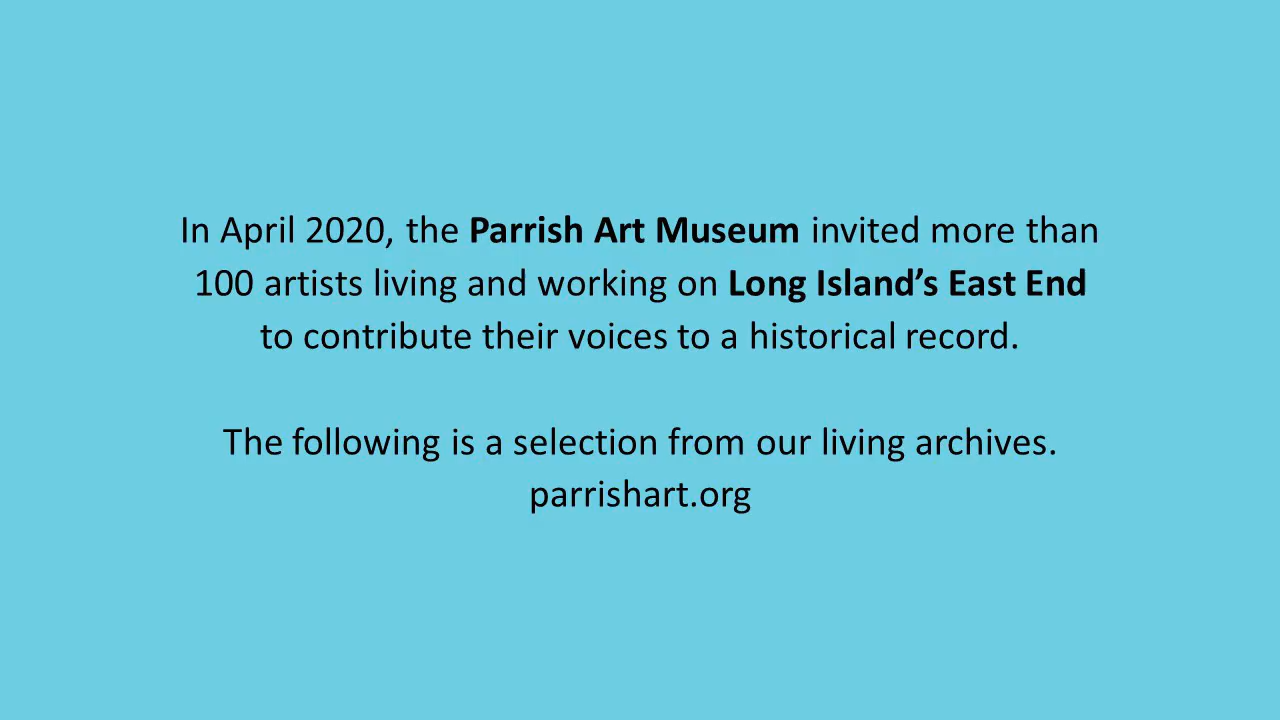 In April 2020, the Parrish Art Museum invited more than
100 artists living and working on Long Island’s East End
to contribute their voices to a historical record.
The following is a selection from our living archives.
parrishart.org